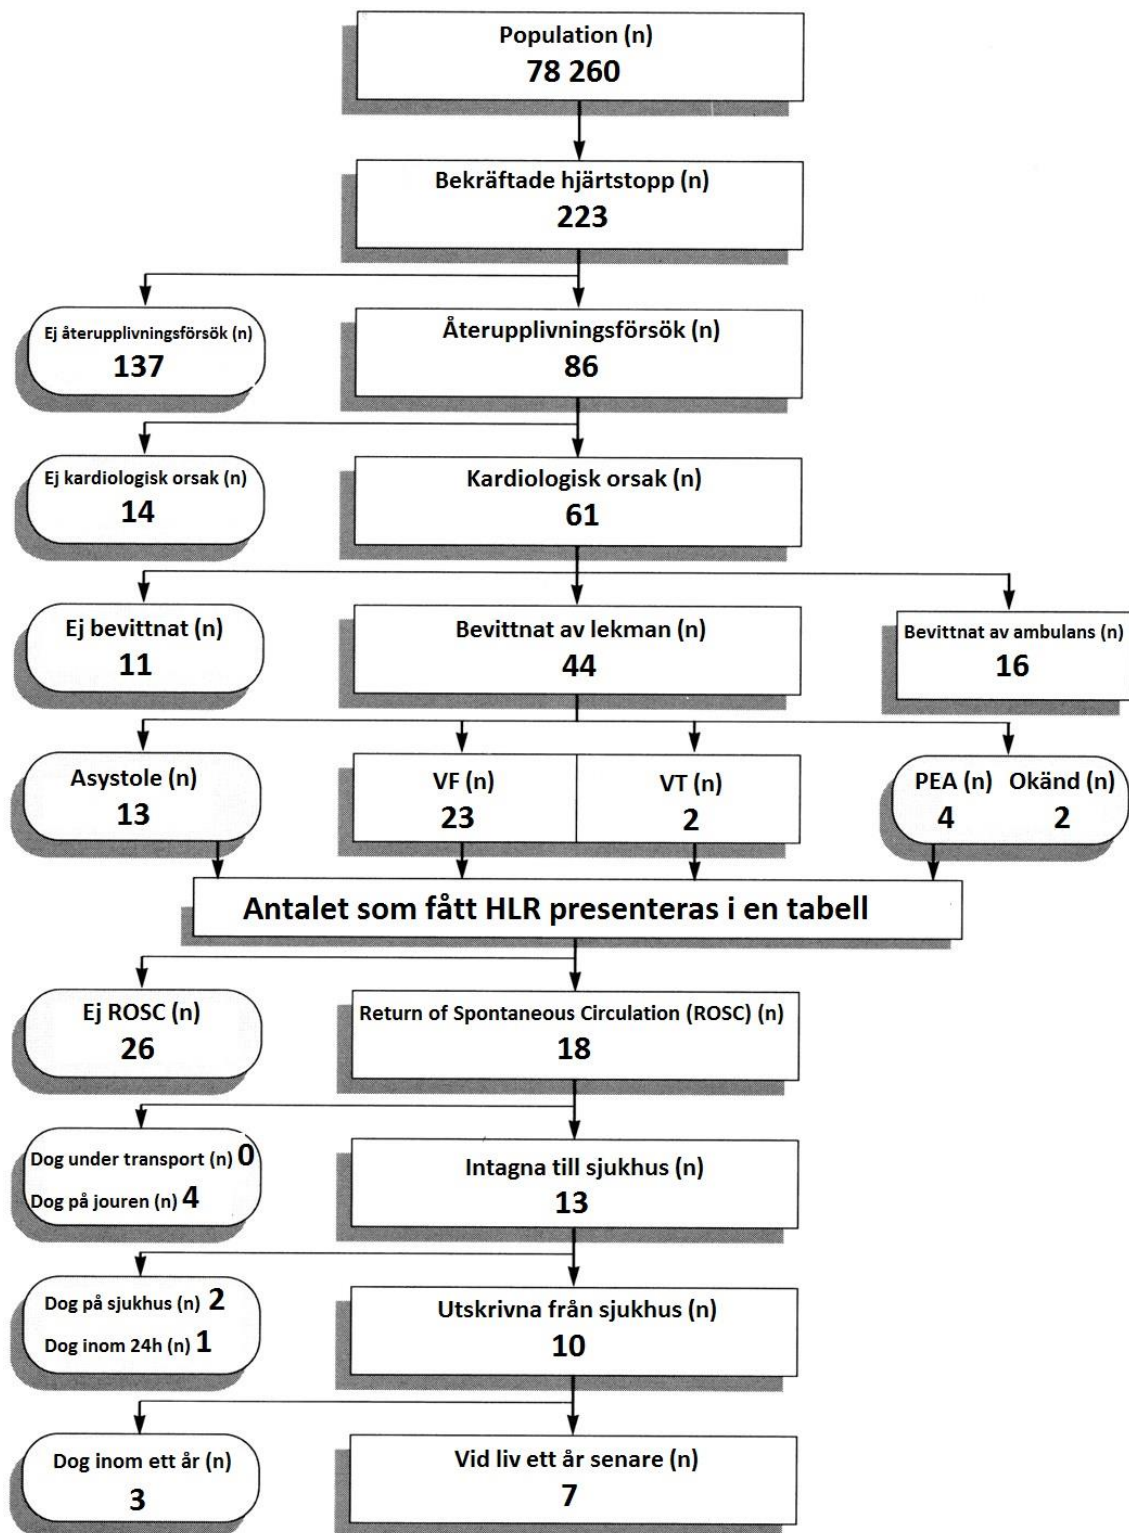 Population (n)
78 260
Bekräftade hjärtstopp (n)
223
Ej återupplivningsförsök (n)
137
Återupplivningsförsök (n)
86
Ej kardiologisk orsak (n)
14
Kardiologisk orsak (n)
61
Ej bevittnat (n)
11
Bevittnat av lekman (n)
44
Bevittnat av ambulans (n)
16
Asystole (n)
13
VF (n)
23
VT (n)
2
PEA (n) Okänd (n)
4 2
Antalet som fått HLR presenteras i en tabell
Ej ROSC (n)
26
Return of Spontaneous Circulation (ROSC) (n)
18
Dog under transport (n) 0
Dog på jouren (n) 4
Intagna till sjukhus (n)
13
Dog på sjukhus (n) 2
Dog inom 24h (n) 1
Utskrivna från sjukhus (n)
10
Dog inom ett år (n)
3
Vid liv ett år senare (n)
7